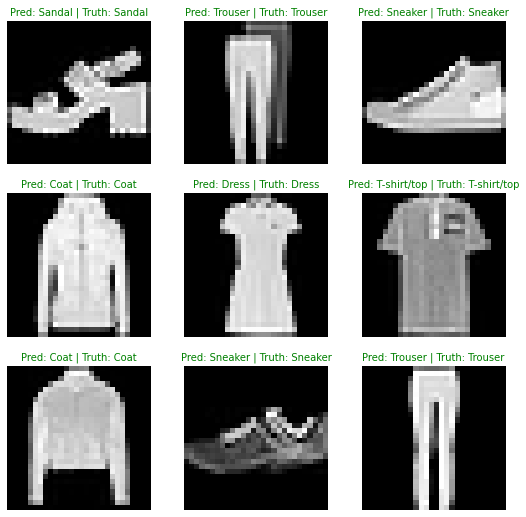 Pred: Sandal | Truth: Sandal
Pred: Trouser | Truth: Trouser
Pred: Sneaker | Truth: Sneaker
Pred: Coat | Truth: Coat
Pred: Dress | Truth: Dress
Pred: T-shirt/top | Truth: T-shirt/top
Pred: Coat | Truth: Coat
Pred: Sneaker | Truth: Sneaker
Pred: Trouser | Truth: Trouser